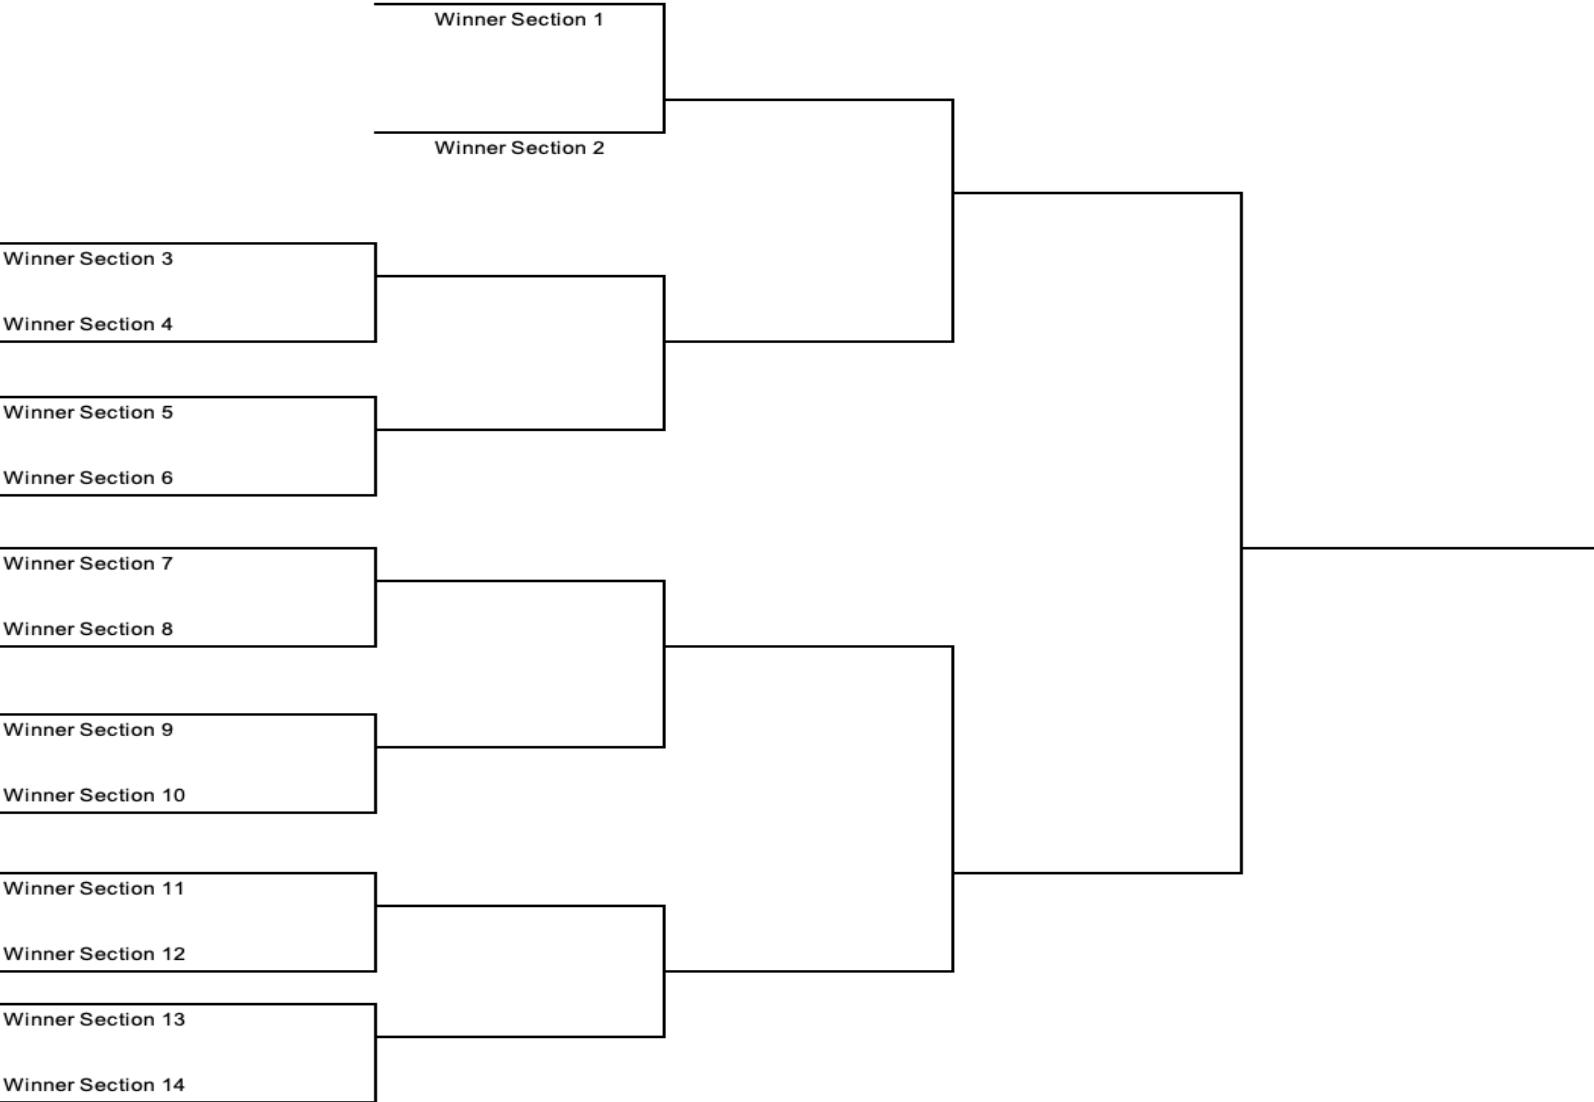 Winner Section 1
Winner Section 2
Winner Section 3
Winner Section 4
Winner Section 5
Winner Section 6
Winner Section 7
Winner Section 8
Winner Section 9
Winner Section 10
Winner Section 11
Winner Section 12
Winner Section 13
Winner Section 14